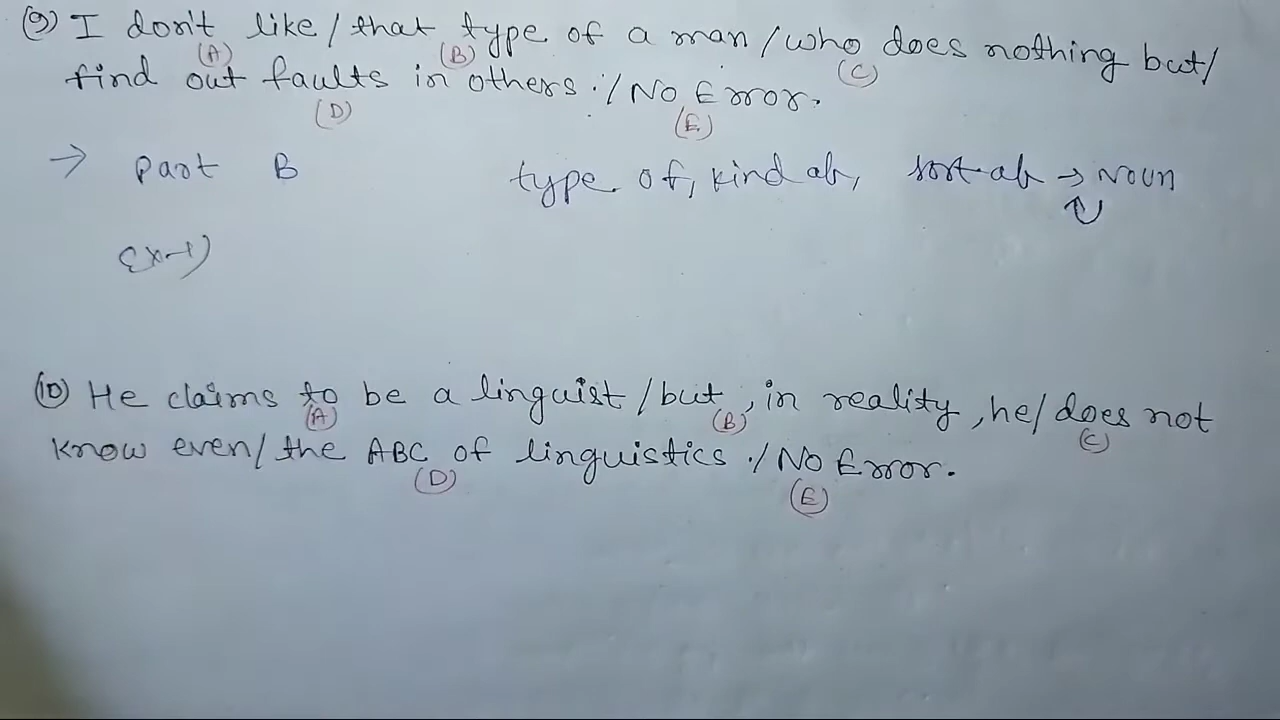 (9) I don't like / that type of a man / who does nothing but /
(A) (B) (C)
find out faults in others. / No Error.
(D) (E)
→ Part B type of, kind of, sort of → Noun
Ex-1)
(10) He claims to be a linguist / but, in reality, he / does not
(A) (B) (C)
know even / the ABC of linguistics. / No Error.
(D) (E)